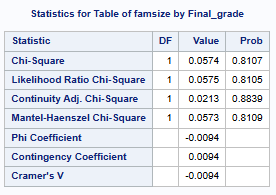 Statistics for Table of famsize by Final_grade
Statistic DF Value Prob
Chi-Square 1 0.0574 0.8107
Likelihood Ratio Chi-Square 1 0.0575 0.8105
Continuity Adj. Chi-Square 1 0.0213 0.8839
Mantel-Haenszel Chi-Square 1 0.0573 0.8109
Phi Coefficient -0.0094
Contingency Coefficient 0.0094
Cramer's V -0.0094